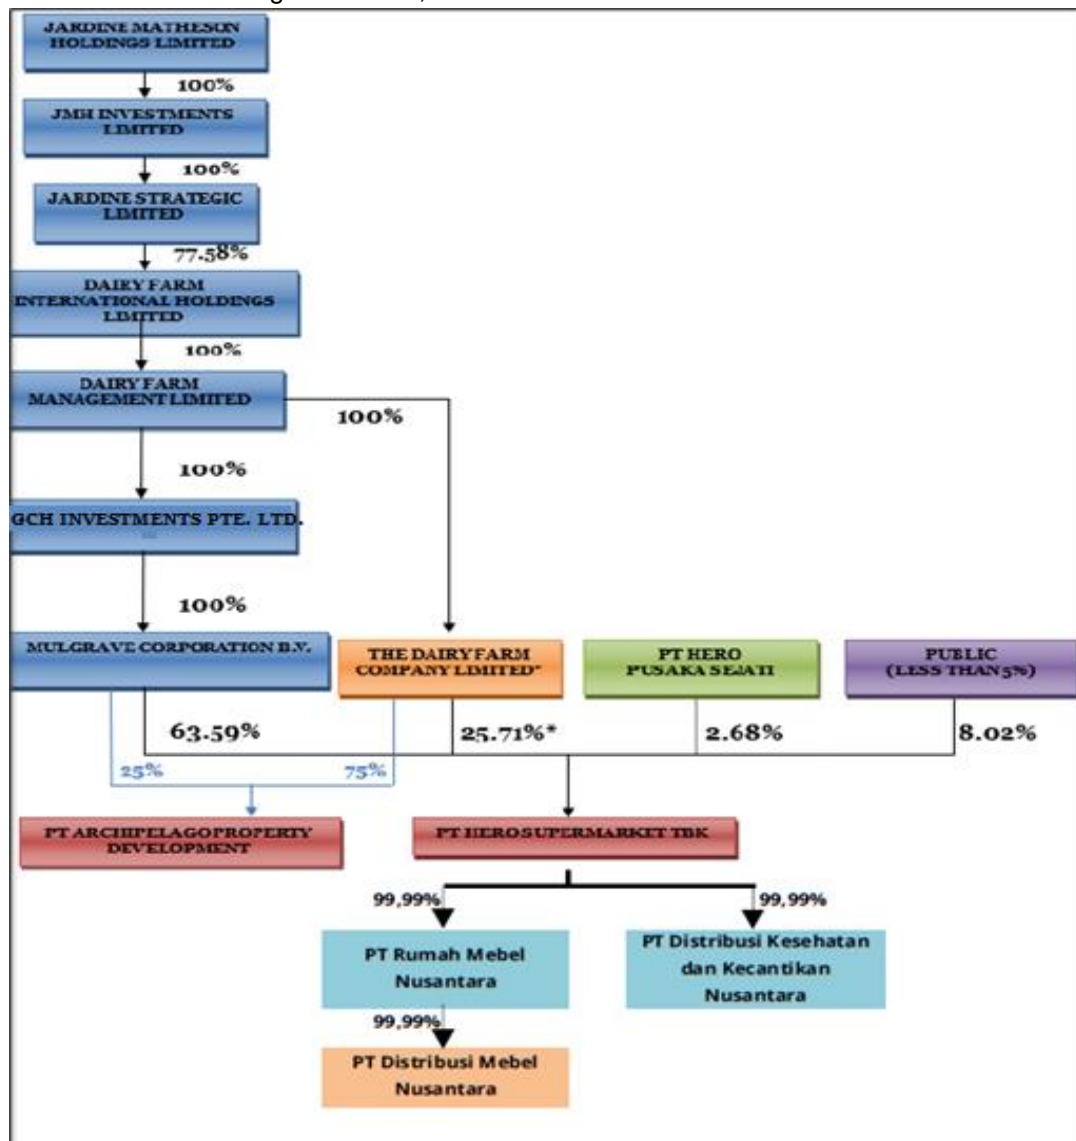 JARDINE MATHESON
HOLDINGS LIMITED
100%
JMH INVESTMENTS
LIMITED
100%
JARDINE STRATEGIC
LIMITED
77.58%
DAIRY FARM
INTERNATIONAL HOLDINGS
LIMITED
100%
DAIRY FARM
MANAGEMENT LIMITED
100%
100%
GCH INVESTMENTS PTE. LTD.
100%
MULGRAVE CORPORATION B.V.
THE DAIRY FARM
COMPANY LIMITED*
PT HERO
PUSAKA SEJATI
PUBLIC
(LESS THAN 5%)
63.59%
25.71%*
2.68%
8.02%
25%
75%
PT ARCHIPELAGO PROPERTY
DEVELOPMENT
PT HERO SUPERMARKET TBK
99,99%
99,99%
PT Rumah Mebel
Nusantara
PT Distribusi Kesehatan
dan Kecantikan
Nusantara
99,99%
PT Distribusi Mebel
Nusantara